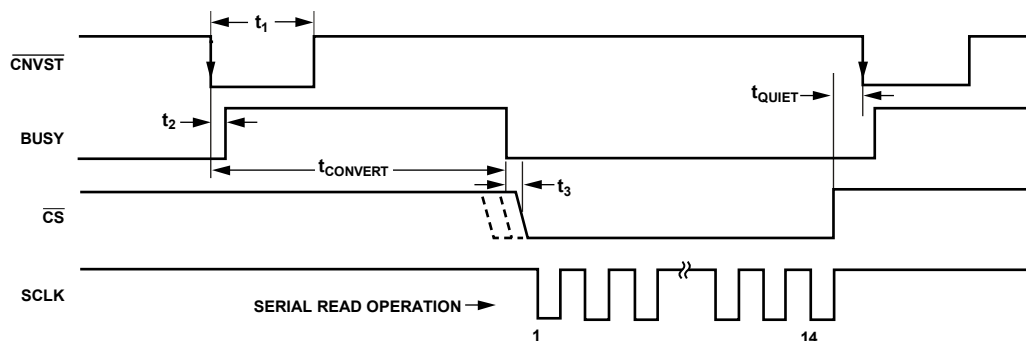 t1
CNVST
tQUIET
t2
BUSY
tCONVERT
t3
CS
SCLK
SERIAL READ OPERATION
1
14